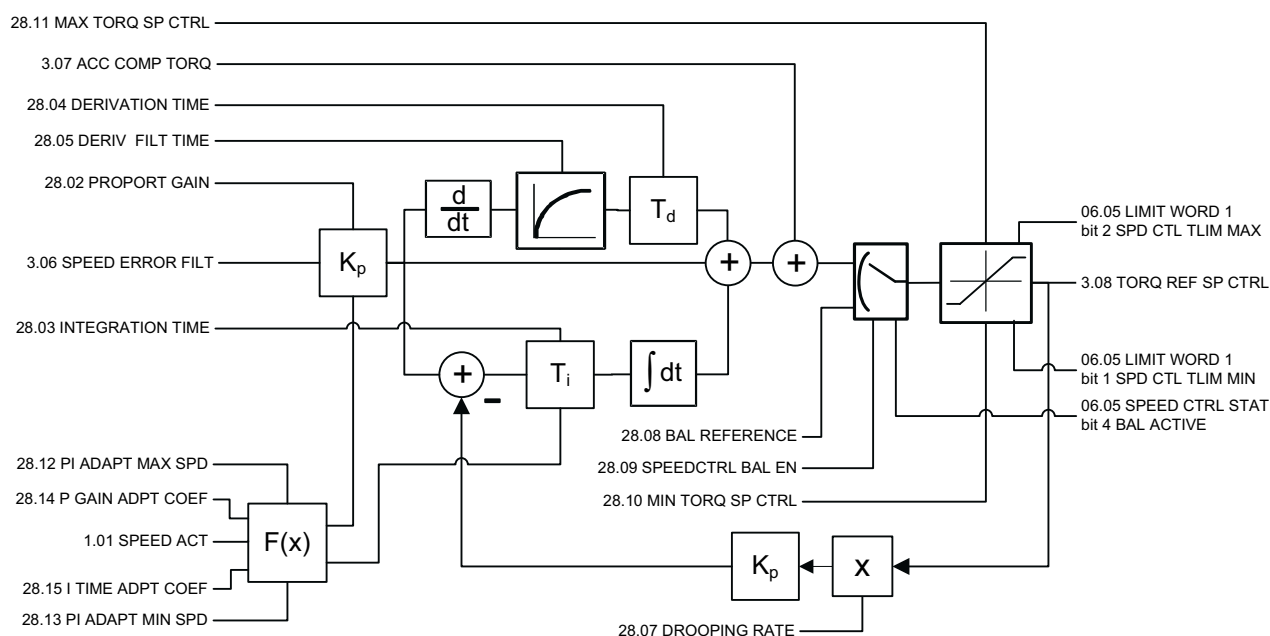 28.11 MAX TORQ SP CTRL
3.07 ACC COMP TORQ
28.04 DERIVATION TIME
28.05 DERIV FILT TIME
28.02 PROPORT GAIN
d
dt
Td
06.05 LIMIT WORD 1
bit 2 SPD CTL TLIM MAX
3.06 SPEED ERROR FILT
Kp
+
+
3.08 TORQ REF SP CTRL
28.03 INTEGRATION TIME
+
-
Ti
∫ dt
06.05 LIMIT WORD 1
bit 1 SPD CTL TLIM MIN
06.05 SPEED CTRL STAT
bit 4 BAL ACTIVE
28.08 BAL REFERENCE
28.09 SPEEDCTRL BAL EN
28.10 MIN TORQ SP CTRL
28.12 PI ADAPT MAX SPD
28.14 P GAIN ADPT COEF
1.01 SPEED ACT
F(x)
28.15 I TIME ADPT COEF
28.13 PI ADAPT MIN SPD
Kp
x
28.07 DROOPING RATE